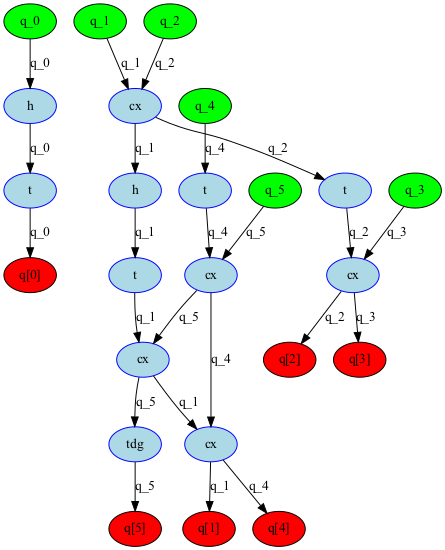 q_0 q_1 q_2
q_0 q_1 q_2
h cx q_4
q_0 q_1 q_4 q_2
t h t q_5 t q_3
q_0 q_1 q_4 q_5 q_2 q_3
q[0] t cx cx
q_1 q_5 q_4 q_2 q_3
cx q[2] q[3]
q_5 q_1
tdg cx
q_5 q_1 q_4
q[5] q[1] q[4]